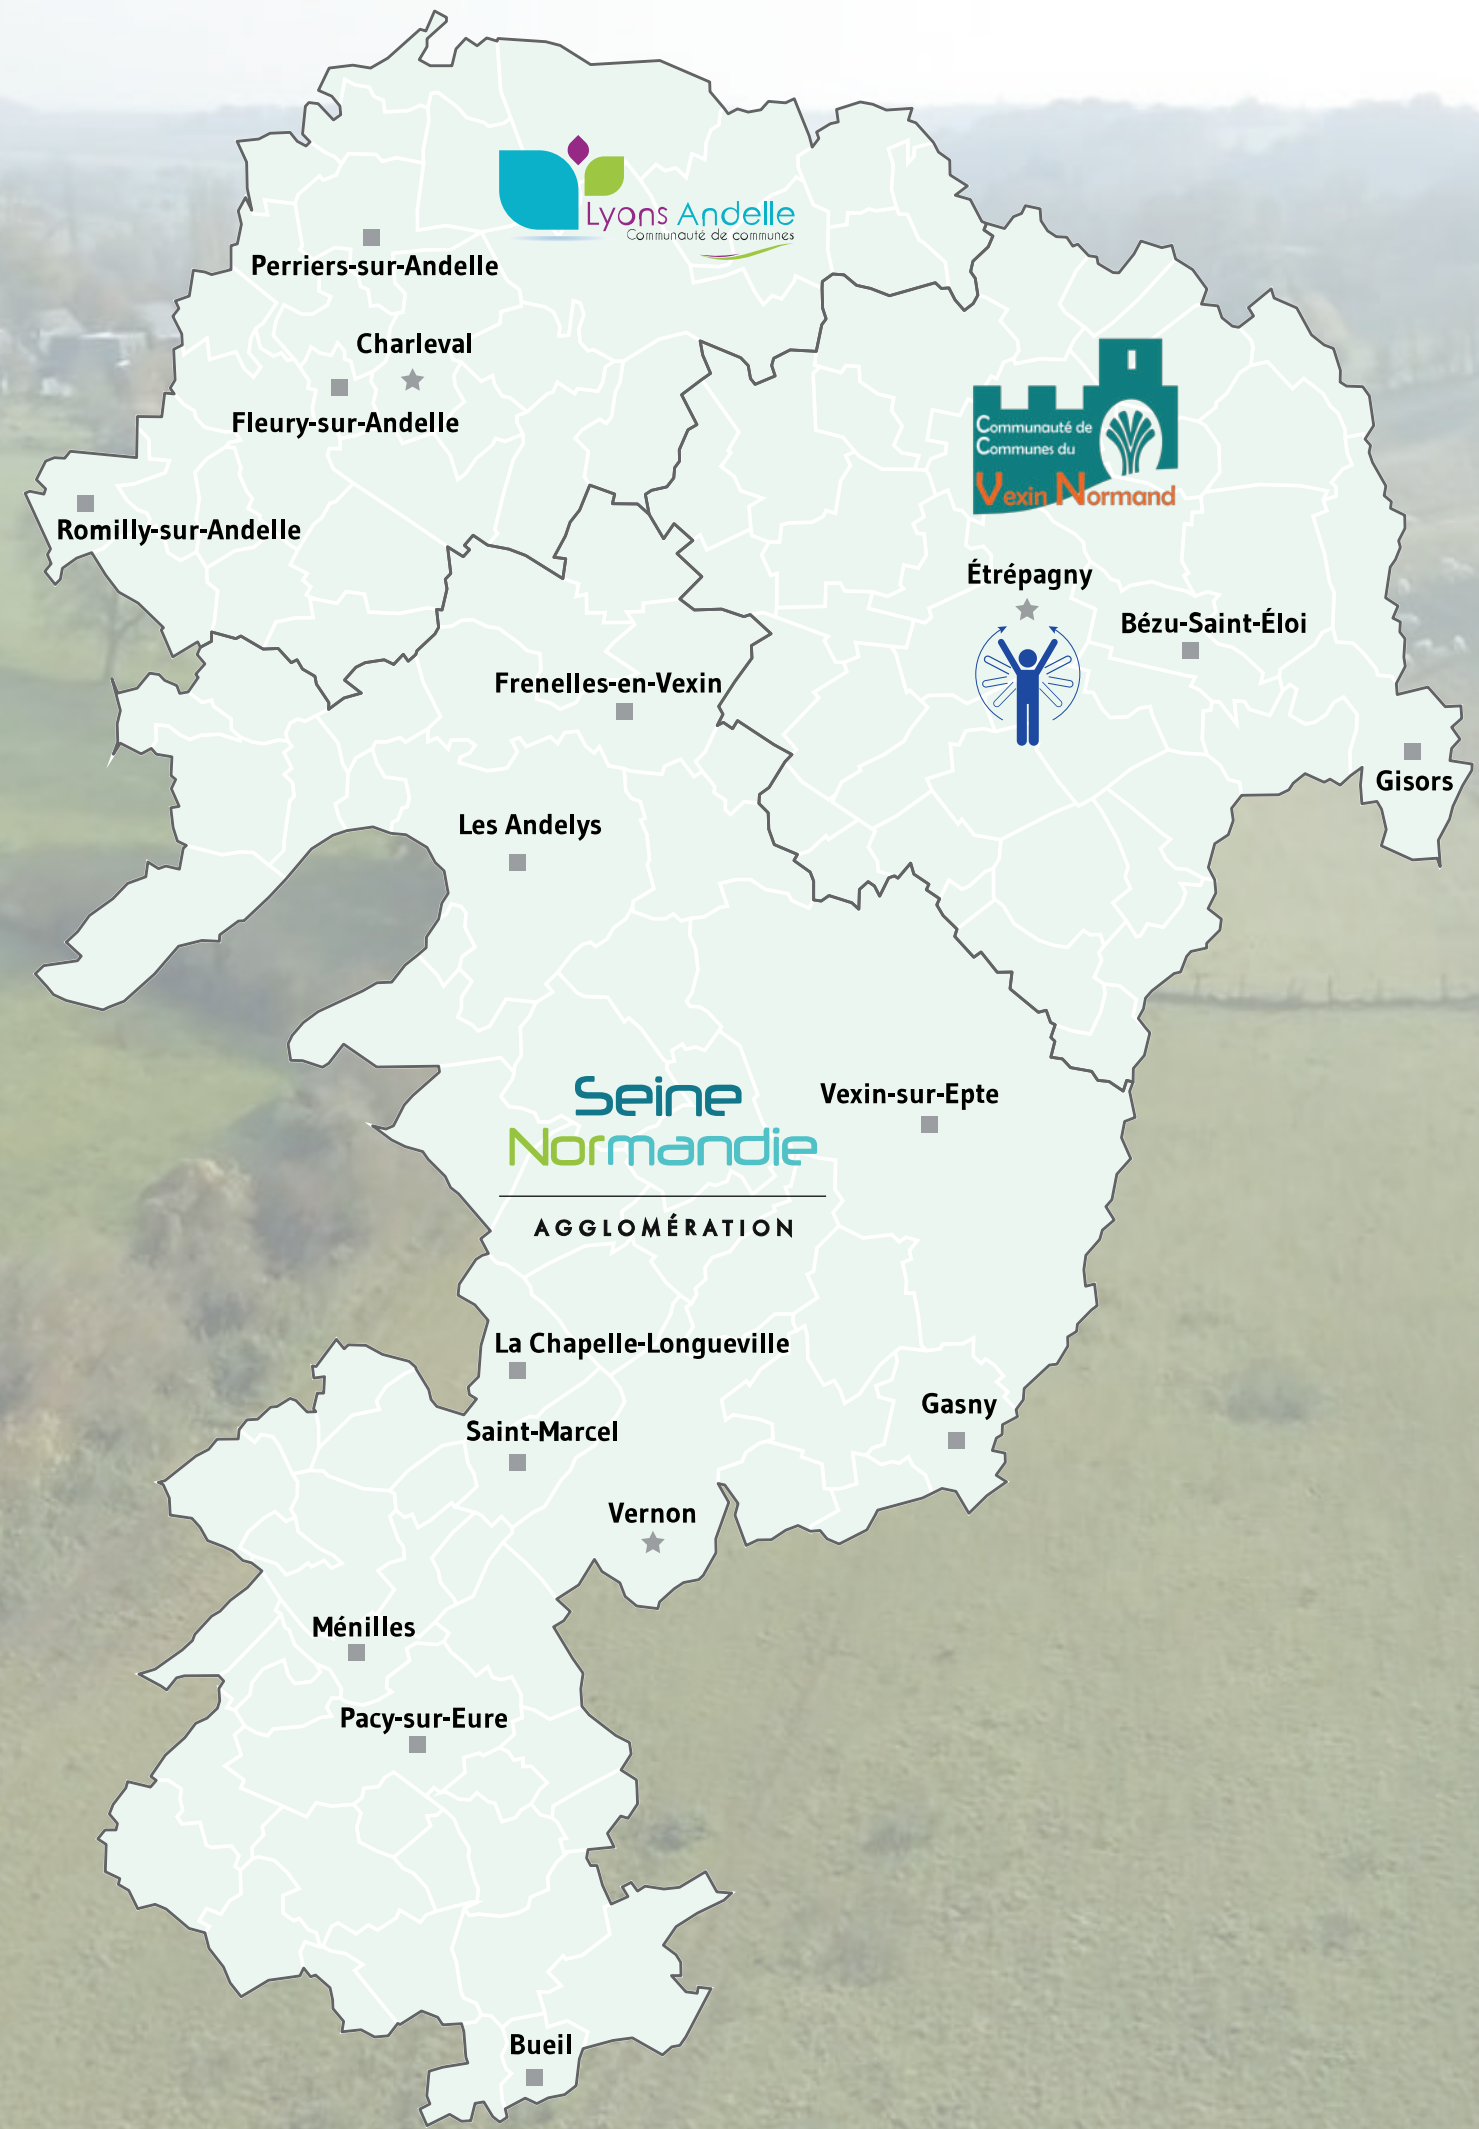 Lyons Andelle
Communauté de communes
Perriers-sur-Andelle
Charleval
Fleury-sur-Andelle
Romilly-sur-Andelle
Communauté de
Communes du
Vexin Normand
Étrépagny
Bézu-Saint-Éloi
Gisors
Frenelles-en-Vexin
Les Andelys
Seine
Normandie
AGGLOMÉRATION
Vexin-sur-Epte
La Chapelle-Longueville
Gasny
Saint-Marcel
Vernon
Ménilles
Pacy-sur-Eure
Bueil